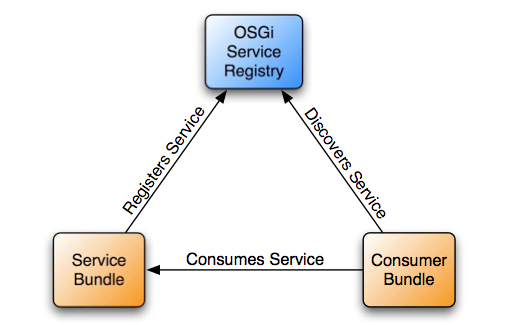 OSGi
Service
Registry
Registers Service
Discovers Service
Service
Bundle
Consumes Service
Consumer
Bundle